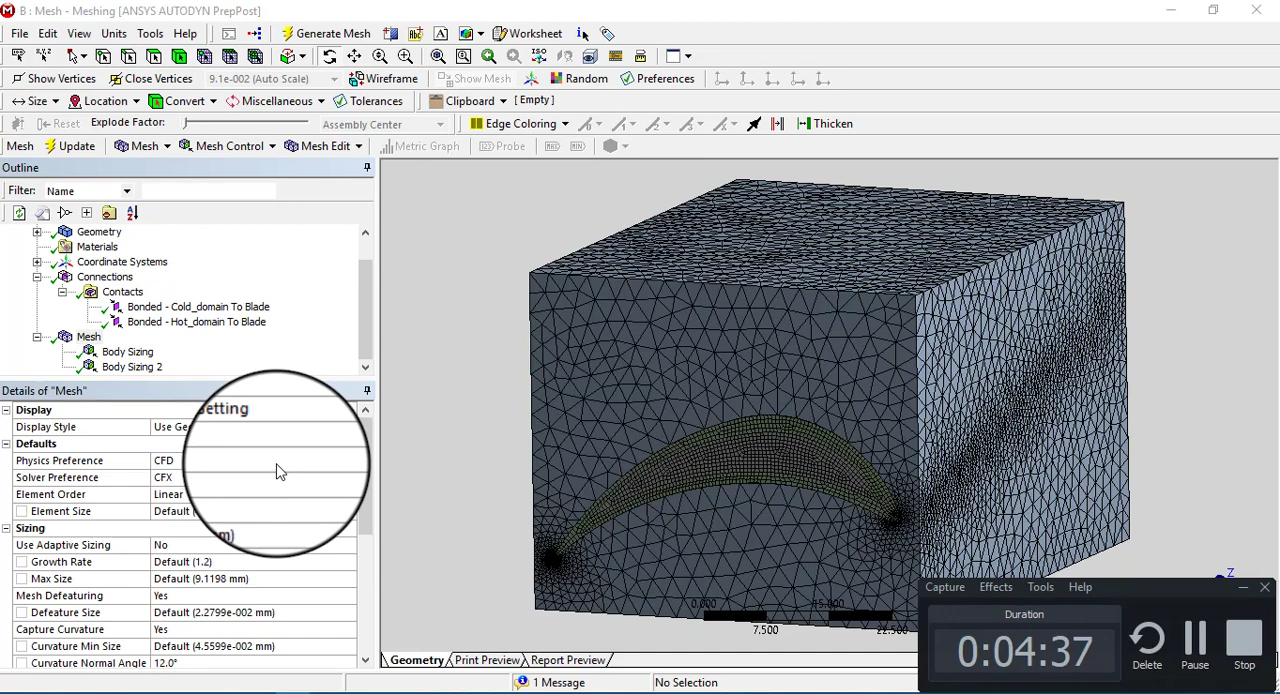 B : Mesh - Meshing [ANSYS AUTODYN PrepPost]
File Edit View Units Tools Help Generate Mesh Worksheet
Show Vertices Close Vertices 9.1e-002 (Auto Scale) Wireframe Show Mesh Random Preferences
Size Location Convert Miscellaneous Tolerances Clipboard [ Empty ]
Reset Explode Factor: Assembly Center Edge Coloring Thicken
Mesh Update Mesh Mesh Control Mesh Edit Metric Graph Probe
Outline
Filter: Name
Geometry
Materials
Coordinate Systems
Connections
Contacts
Bonded - Cold_domain To Blade
Bonded - Hot_domain To Blade
Mesh
Body Sizing
Body Sizing 2
Details of "Mesh"
Display
Display Style Use Ge
etting
Defaults
Physics Preference CFD
Solver Preference CFX
Element Order Linear
Element Size Default (
m)
Sizing
Use Adaptive Sizing No
Growth Rate Default (1.2)
Max Size Default (9.1198 mm)
Mesh Defeaturing Yes
Defeature Size Default (2.2799e-002 mm)
Capture Curvature Yes
Curvature Min Size Default (4.5599e-002 mm)
Curvature Normal Angle 12.0°
0.000
15.000
7.500
22.500
Z
Geometry Print Preview Report Preview
1 Message No Selection
Capture Effects Tools Help
Duration
0:04:37
Delete Pause Stop